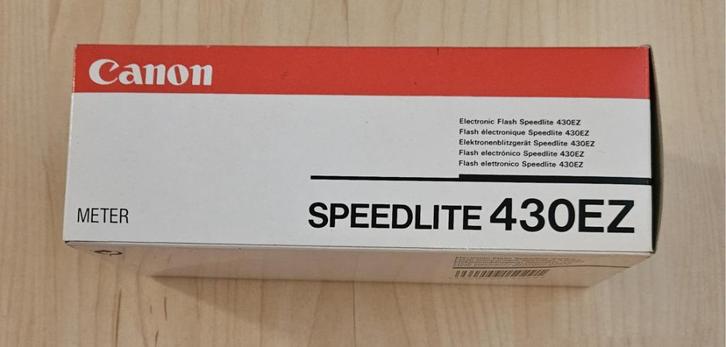 Canon
Electronic Flash Speedlite 430EZ
Flash électronique Speedlite 430EZ
Elektronenblitzgerät Speedlite 430EZ
Flash electrónico Speedlite 430EZ
Flash elettronico Speedlite 430EZ
METER
SPEEDLITE 430EZ